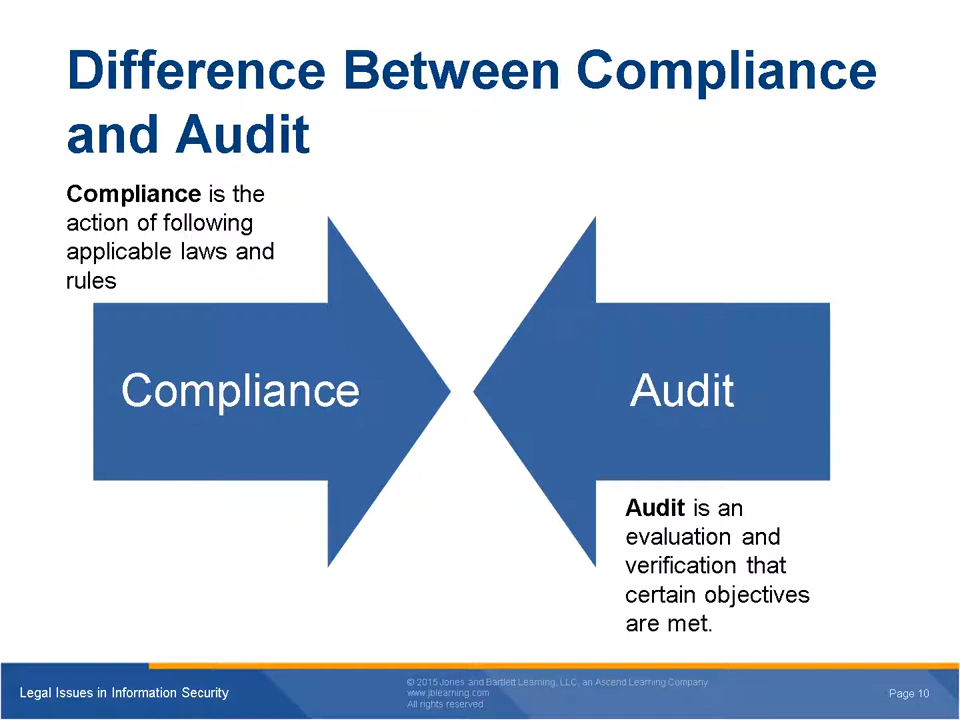 Difference Between Compliance
and Audit
Compliance is the
action of following
applicable laws and
rules
Compliance
Audit
Audit is an
evaluation and
verification that
certain objectives
are met.
Legal Issues in Information Security
© 2015 Jones and Bartlett Learning, LLC, an Ascend Learning Company
www.jblearning.com
All rights reserved.
Page 10